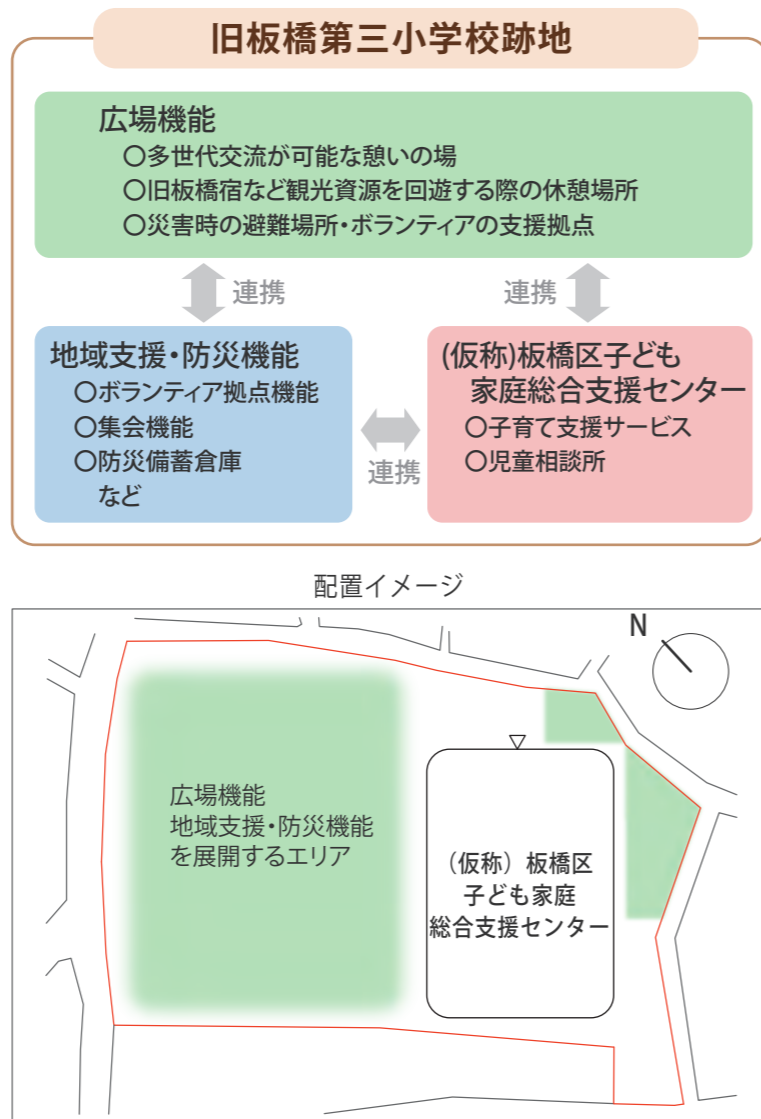 旧板橋第三小学校跡地
広場機能
○多世代交流が可能な憩いの場
○旧板橋宿など観光資源を回遊する際の休憩場所
○災害時の避難場所・ボランティアの支援拠点
連携
連携
地域支援・防災機能
○ボランティア拠点機能
○集会機能
○防災備蓄倉庫
など
連携
(仮称)板橋区子ども
家庭総合支援センター
○子育て支援サービス
○児童相談所
配置イメージ
N
広場機能
地域支援・防災機能
を展開するエリア
（仮称）板橋区
子ども家庭
総合支援センター